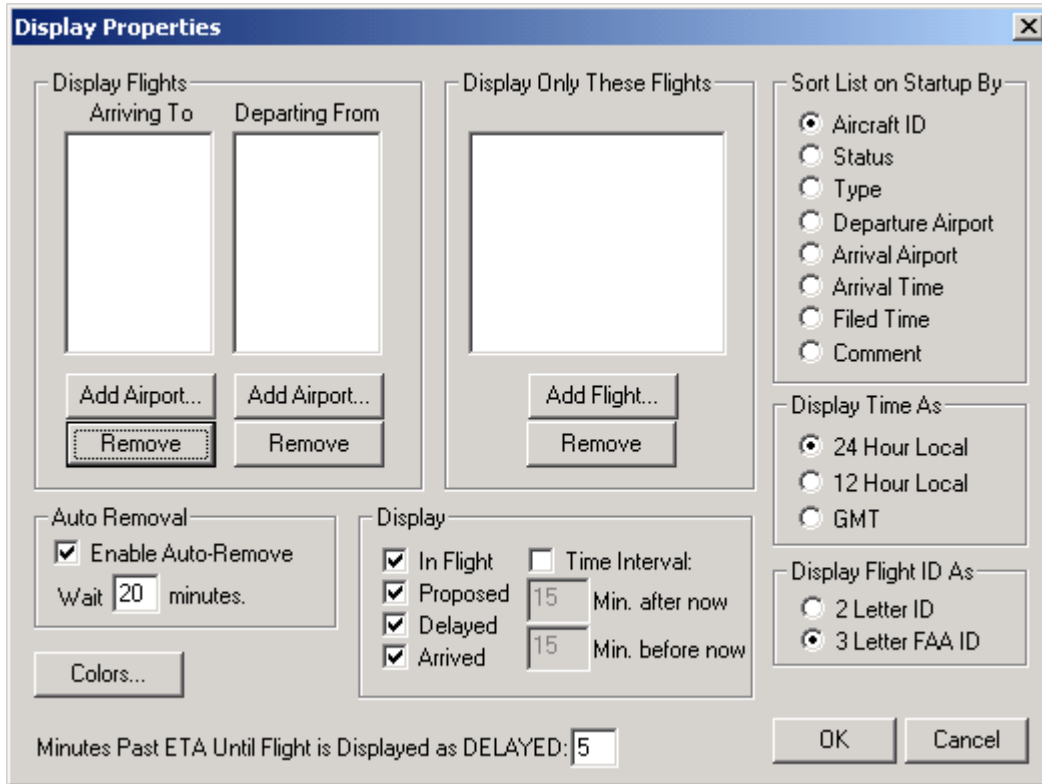 Display Properties
Display Flights
Arriving To
Departing From
Add Airport...
Add Airport...
Remove
Remove
Display Only These Flights
Add Flight...
Remove
Sort List on Startup By
Aircraft ID
Status
Type
Departure Airport
Arrival Airport
Arrival Time
Filed Time
Comment
Display Time As
24 Hour Local
12 Hour Local
GMT
Auto Removal
Enable Auto-Remove
Wait 20 minutes.
Display
In Flight
Proposed
Delayed
Arrived
Time Interval:
15 Min. after now
15 Min. before now
Display Flight ID As
2 Letter ID
3 Letter FAA ID
Colors...
Minutes Past ETA Until Flight is Displayed as DELAYED: 5
OK
Cancel